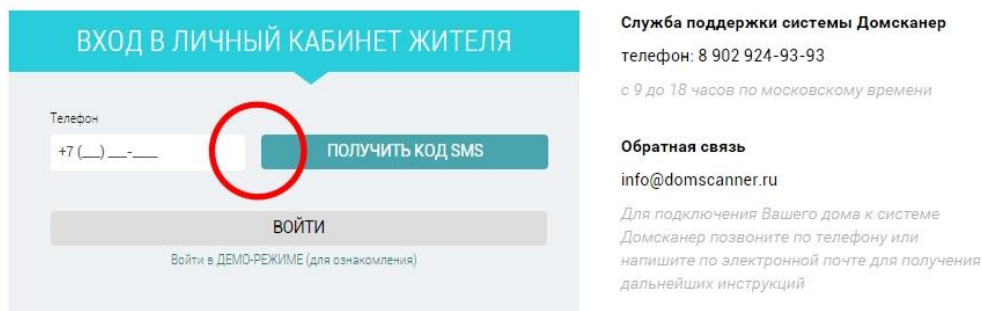 ВХОД В ЛИЧНЫЙ КАБИНЕТ ЖИТЕЛЯ
Телефон
+7 (__) ___-____
ПОЛУЧИТЬ КОД SMS
ВОЙТИ
Войти в ДЕМО-РЕЖИМЕ (для ознакомления)
Служба поддержки системы Домсканер
телефон: 8 902 924-93-93
с 9 до 18 часов по московскому времени
Обратная связь
info@domscanner.ru
Для подключения Вашего дома к системе
Домсканер позвоните по телефону или
напишите по электронной почте для получения
дальнейших инструкций